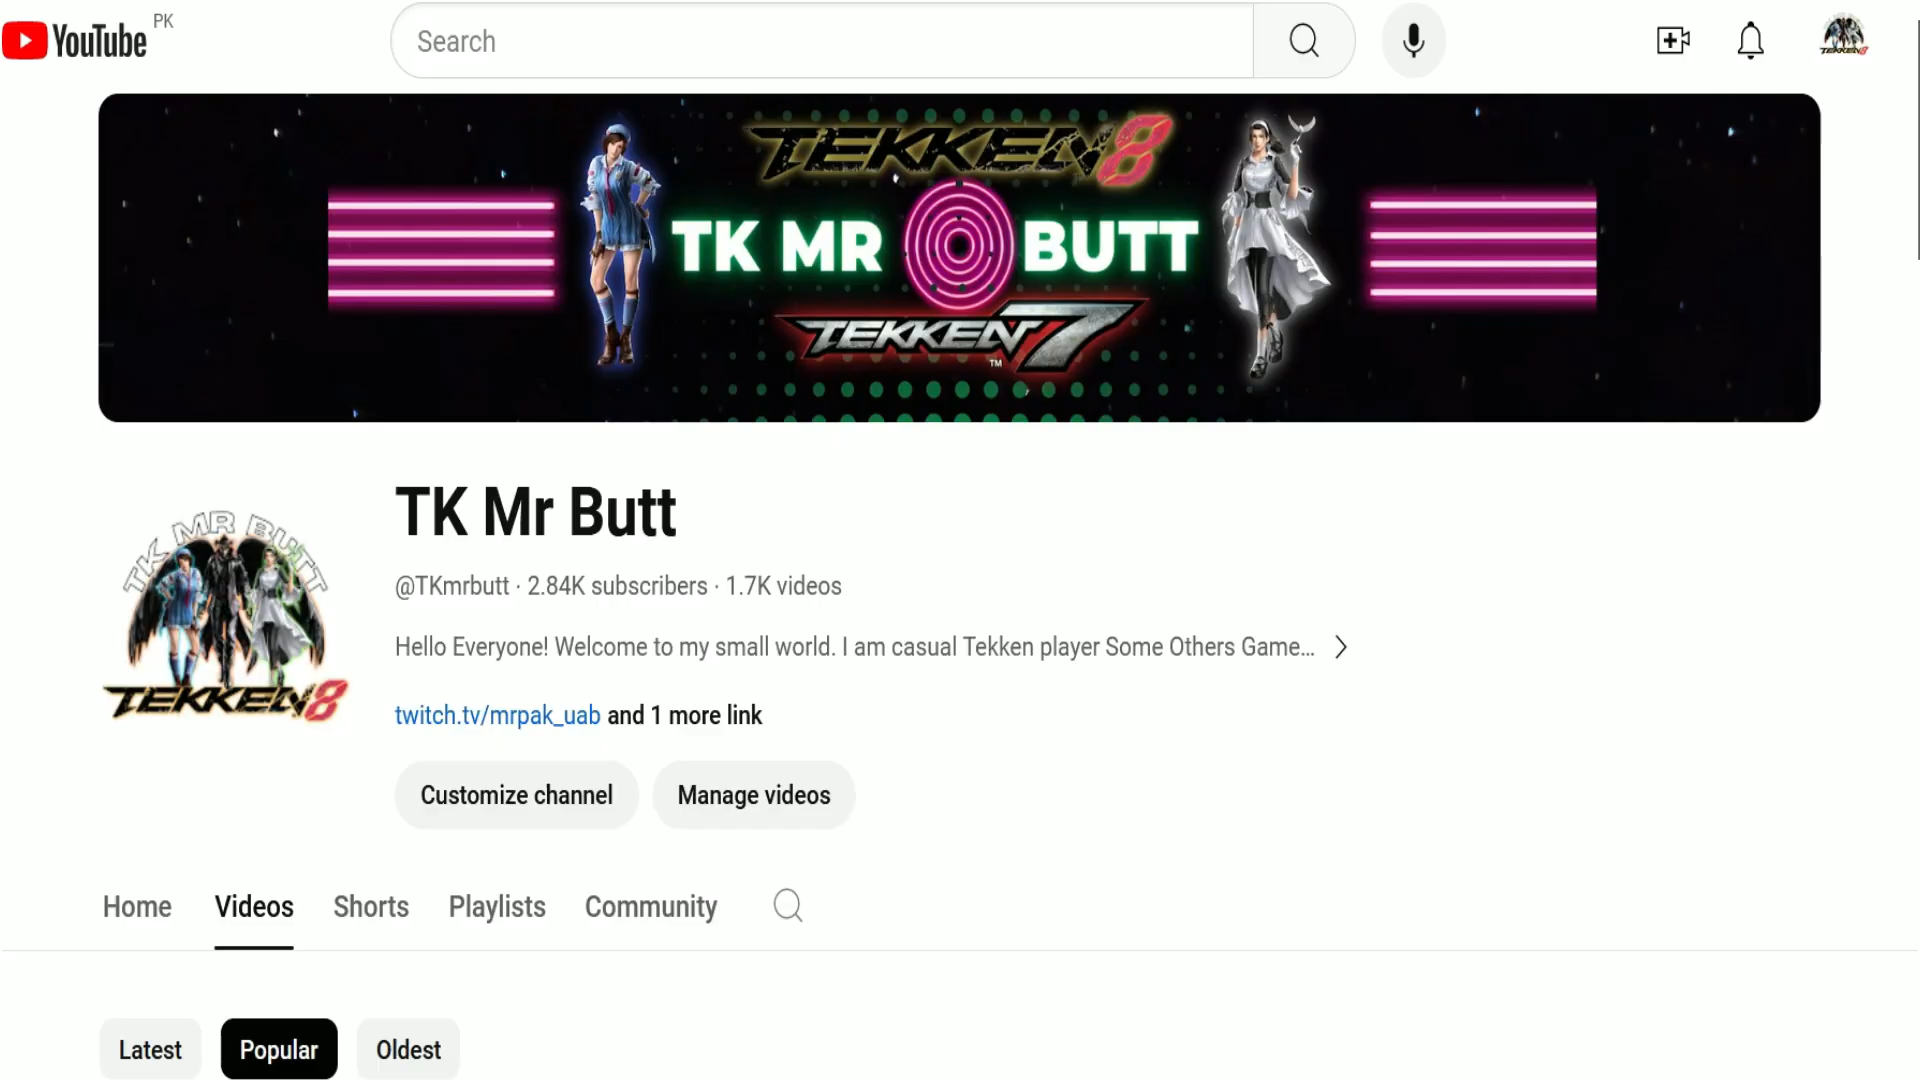 YouTube PK
Search
TEKKEN 8
TK MR BUTT
TEKKEN 7 TM
TK MR BUTT
TEKKEN 8
TK Mr Butt
@TKmrbutt · 2.84K subscribers · 1.7K videos
Hello Everyone! Welcome to my small world. I am casual Tekken player Some Others Game...
twitch.tv/mrpak_uab and 1 more link
Customize channel
Manage videos
Home Videos Shorts Playlists Community
Latest Popular Oldest